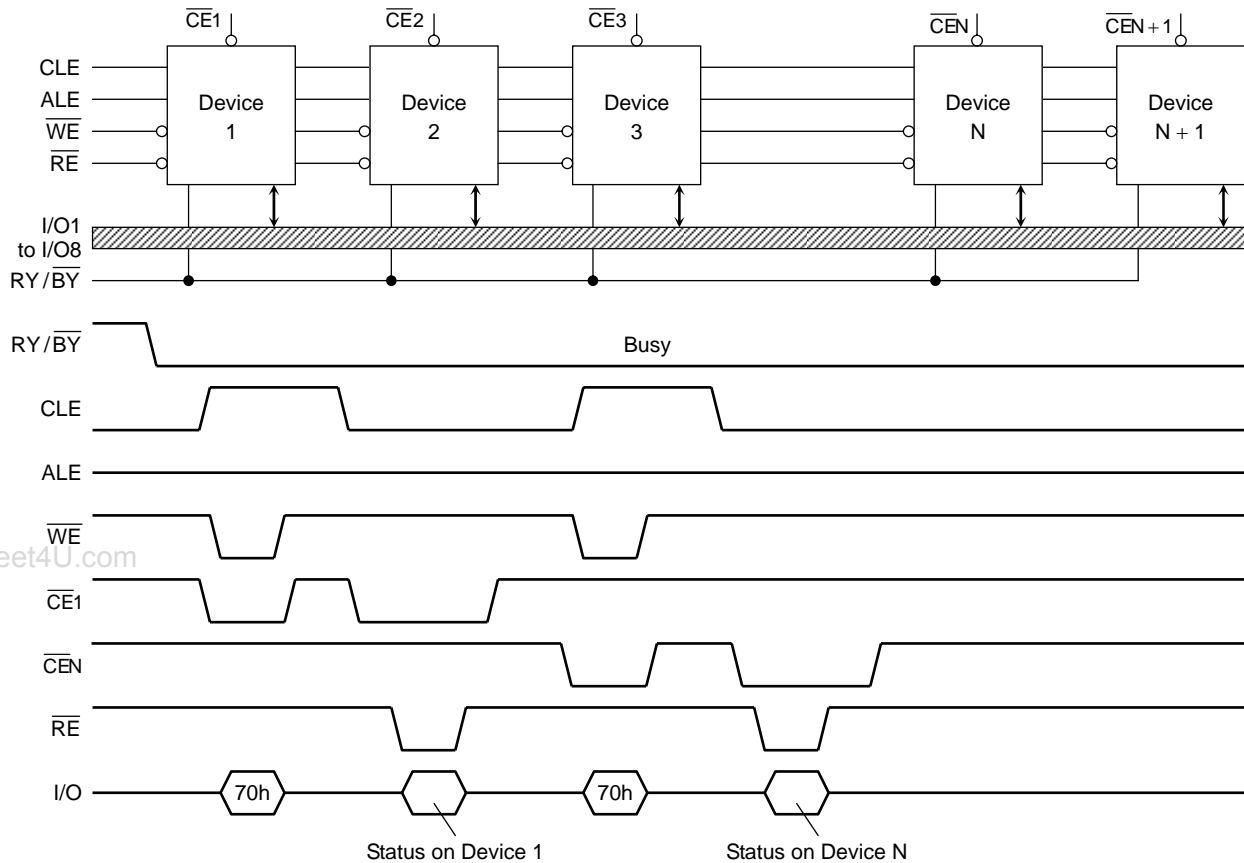 CE1 CE2 CE3 CEN CEN+1
CLE
ALE
WE
RE
Device 1
Device 2
Device 3
Device N
Device N + 1
I/O1 to I/O8
RY/BY
RY/BY
Busy
CLE
ALE
WE
eet4U.com
CE1
CEN
RE
I/O
70h
70h
Status on Device 1
Status on Device N